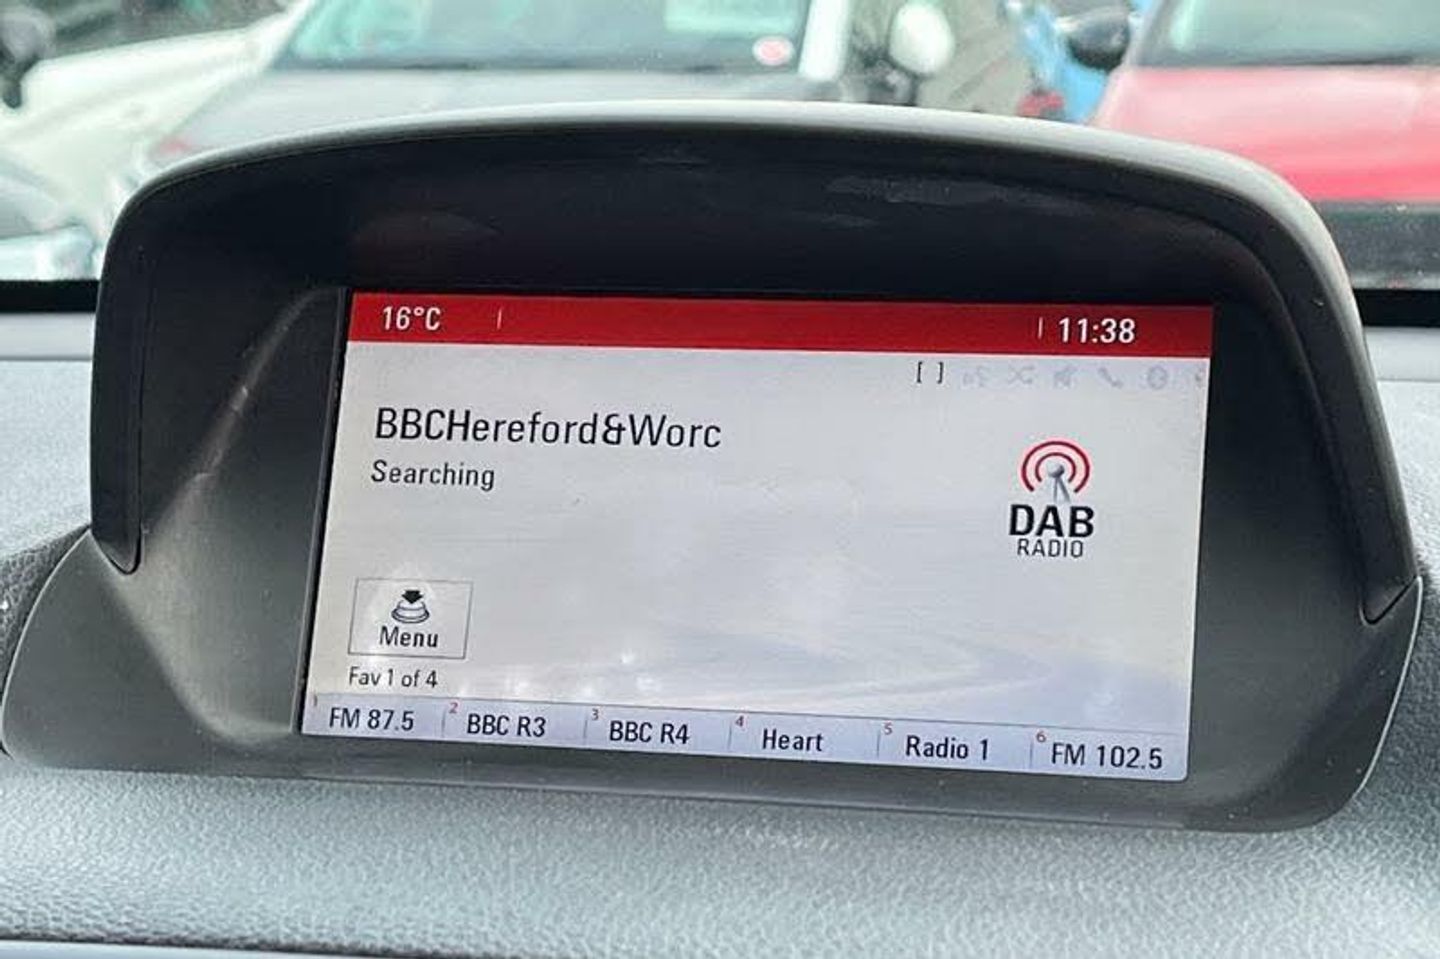 16°C 11:38
[ ]
BBCHereford&Worc
Searching
DAB
RADIO
Menu
Fav 1 of 4
1 FM 87.5 2 BBC R3 3 BBC R4 4 Heart 5 Radio 1 6 FM 102.5